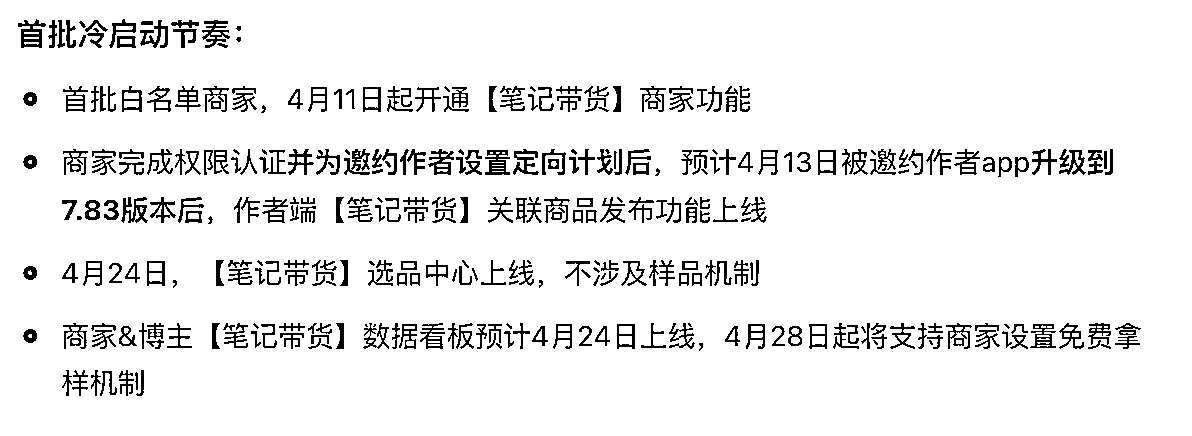 首批冷启动节奏：
首批白名单商家，4月11日起开通【笔记带货】商家功能
商家完成权限认证并为邀约作者设置定向计划后，预计4月13日被邀约作者app升级到
7.83版本后，作者端【笔记带货】关联商品发布功能上线
4月24日，【笔记带货】选品中心上线，不涉及样品机制
商家&博主【笔记带货】数据看板预计4月24日上线，4月28日起将支持商家设置免费拿
样机制